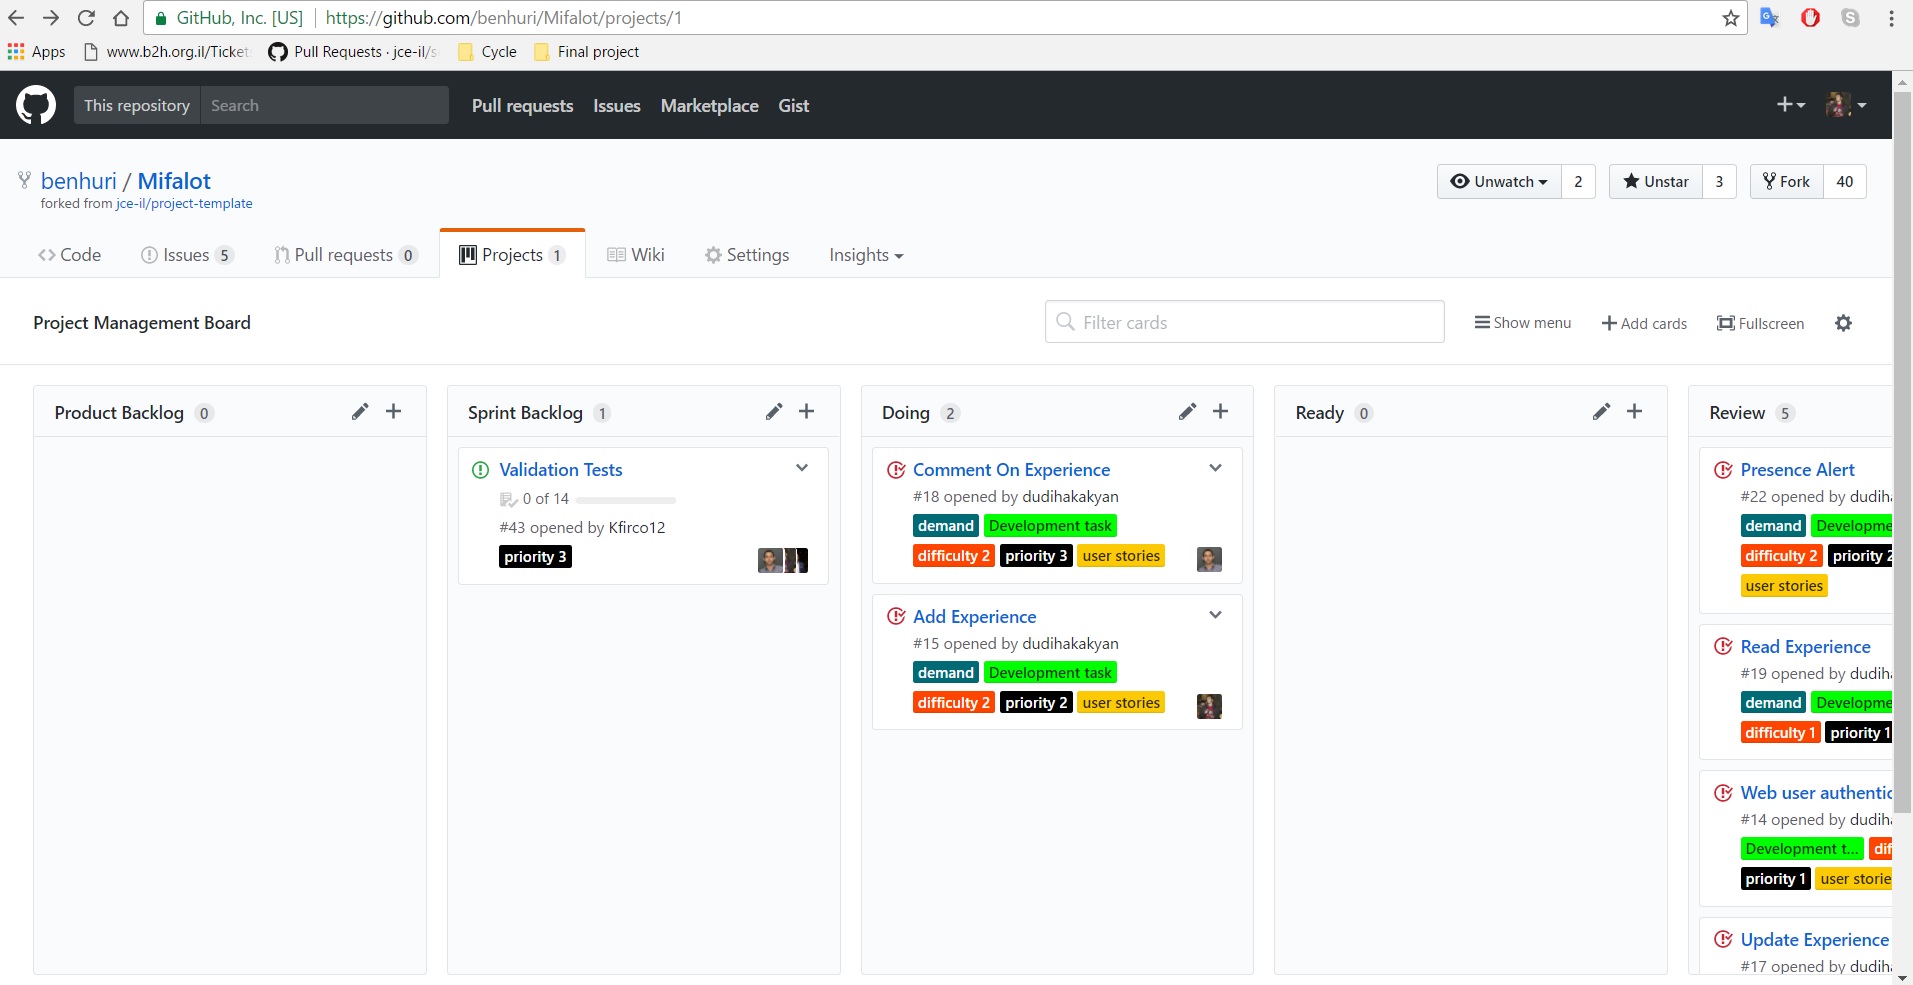 GitHub, Inc. [US] https://github.com/benhuri/Mifalot/projects/1
Apps www.b2h.org.il/Ticket Pull Requests · jce-il/s Cycle Final project
This repository Search Pull requests Issues Marketplace Gist
benhuri / Mifalot Unwatch 2 Unstar 3 Fork 40
forked from jce-il/project-template
Code Issues 5 Pull requests 0 Projects 1 Wiki Settings Insights
Project Management Board Filter cards Show menu Add cards Fullscreen
Product Backlog 0
Sprint Backlog 1
Validation Tests
0 of 14
#43 opened by Kfirco12
priority 3
Doing 2
Comment On Experience
#18 opened by dudihakakyan
demand Development task
difficulty 2 priority 3 user stories
Add Experience
#15 opened by dudihakakyan
demand Development task
difficulty 2 priority 2 user stories
Ready 0
Review 5
Presence Alert
#22 opened by dudiha
demand Developme
difficulty 2 priority 2
user stories
Read Experience
#19 opened by dudiha
demand Developme
difficulty 1 priority 1
Web user authentic
#14 opened by dudiha
Development t... dif
priority 1 user storie
Update Experience
#17 opened by dudiha